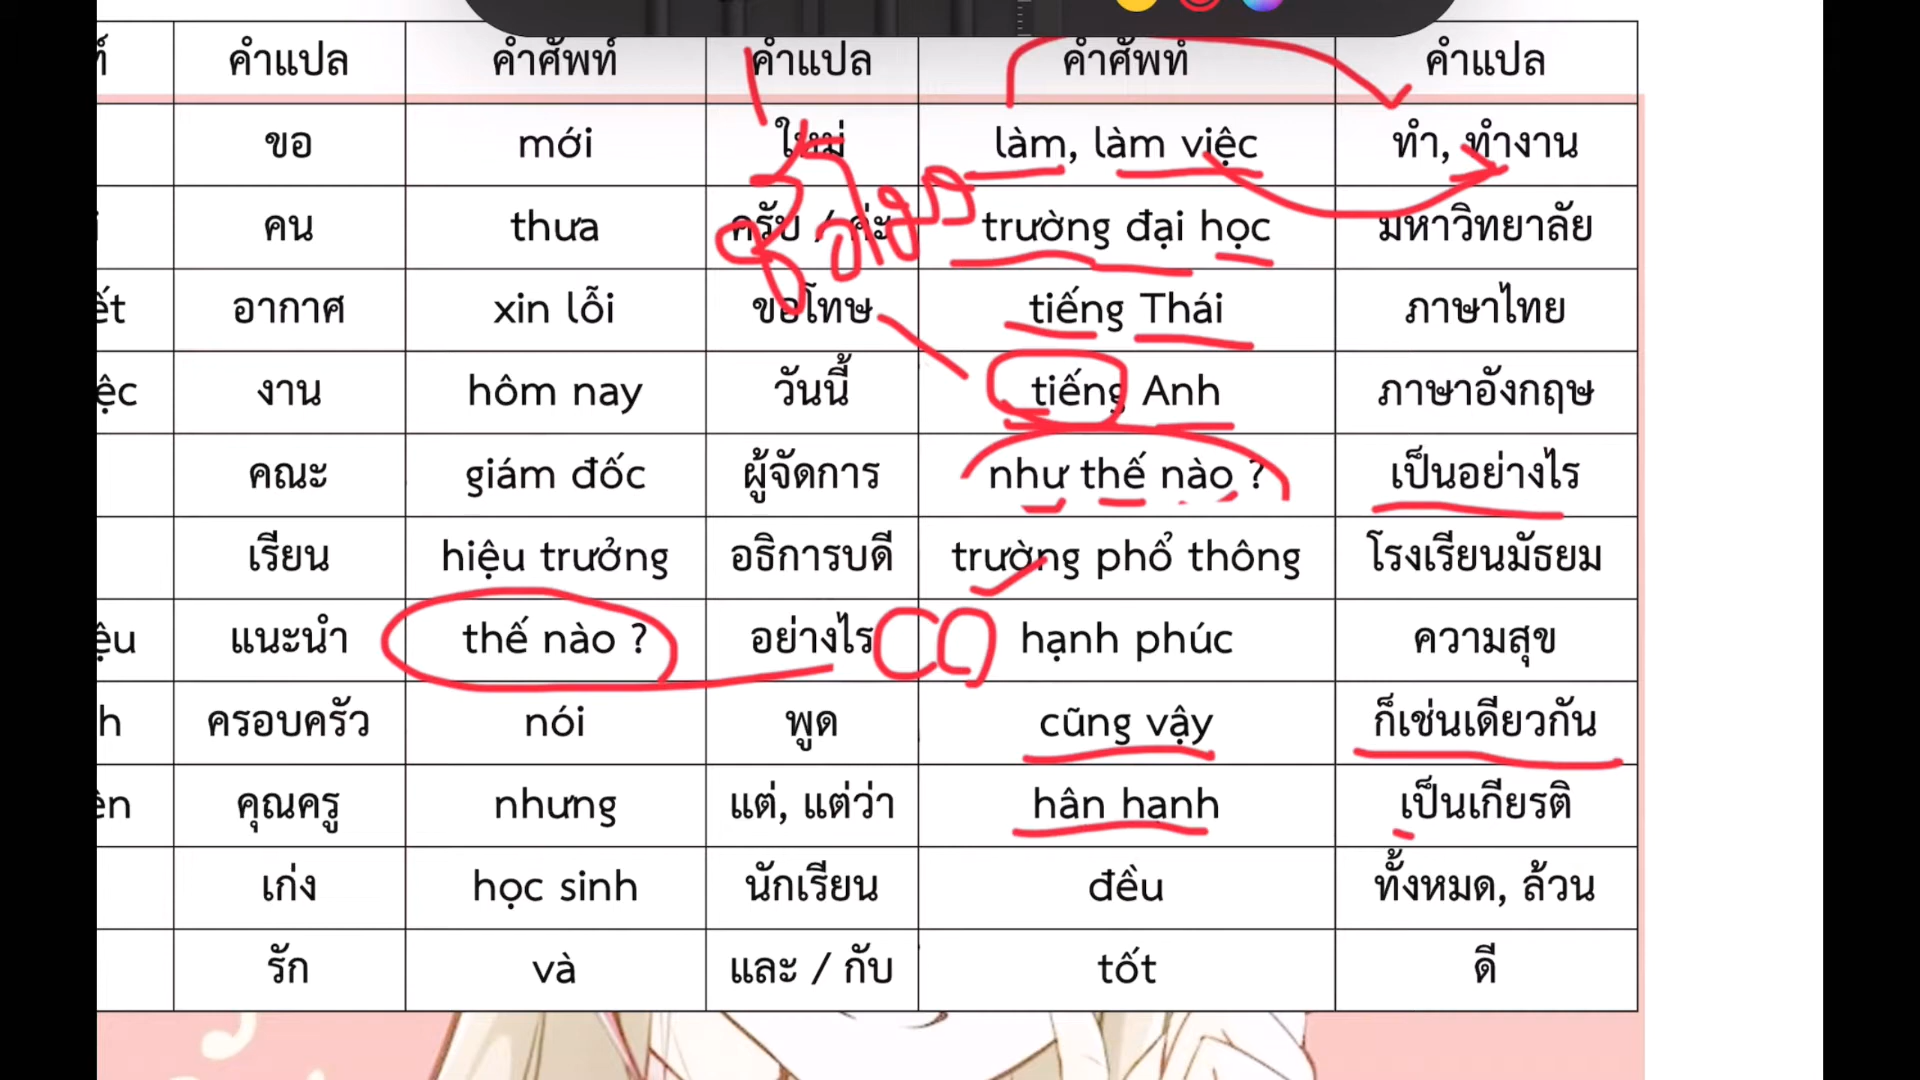 คำแปล คำศัพท์ คำแปล คำศัพท์ คำแปล
ขอ mới ใหม่ làm, làm việc ทำ, ทำงาน
คน thưa ครับ / ค่ะ trường đại học มหาวิทยาลัย
อากาศ xin lỗi ขอโทษ tiếng Thái ภาษาไทย
งาน hôm nay วันนี้ tiếng Anh ภาษาอังกฤษ
คณะ giám đốc ผู้จัดการ như thế nào ? เป็นอย่างไร
เรียน hiệu trưởng อธิการบดี trường phổ thông โรงเรียนมัธยม
แนะนำ thế nào ? อย่างไร hạnh phúc ความสุข
ครอบครัว nói พูด cũng vậy ก็เช่นเดียวกัน
คุณครู nhưng แต่, แต่ว่า hân hạnh เป็นเกียรติ
เก่ง học sinh นักเรียน đều ทั้งหมด, ล้วน
รัก và และ / กับ tốt ดี